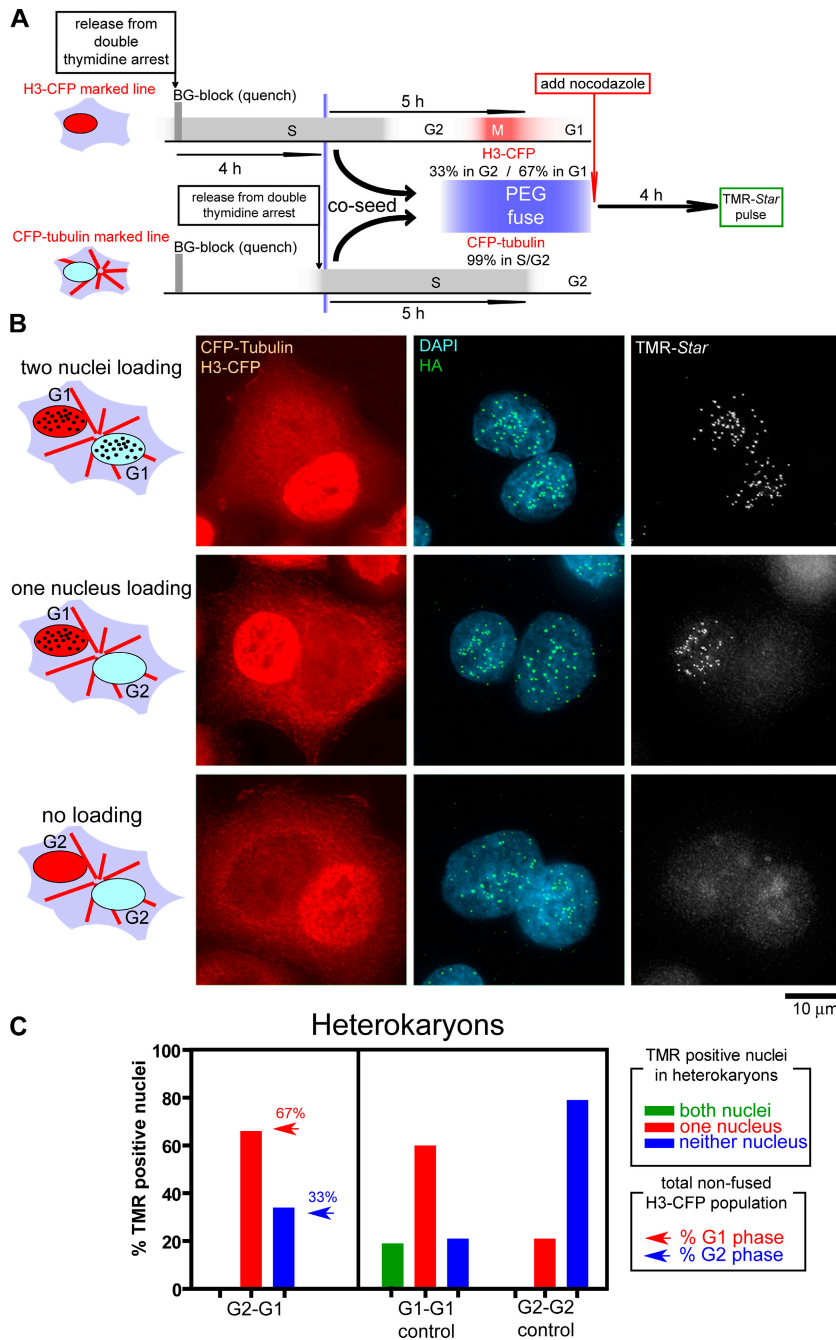 A
release from
double
thymidine arrest
H3-CFP marked line
BG-block (quench)
5 h
add nocodazole
S
G2
M
G1
4 h
H3-CFP
33% in G2 / 67% in G1
release from double
thymidine arrest
co-seed
PEG
fuse
4 h
TMR-Star
pulse
CFP-tubulin marked line
BG-block (quench)
CFP-tubulin
99% in S/G2
S
G2
5 h
B
two nuclei loading
G1
G1
CFP-Tubulin
H3-CFP
DAPI
HA
TMR-Star
one nucleus loading
G1
G2
no loading
G2
G2
10 μm
C
Heterokaryons
% TMR positive nuclei
100
80
60
40
20
0
67%
33%
G2-G1
G1-G1
control
G2-G2
control
TMR positive nuclei
in heterokaryons
both nuclei
one nucleus
neither nucleus
total non-fused
H3-CFP population
% G1 phase
% G2 phase